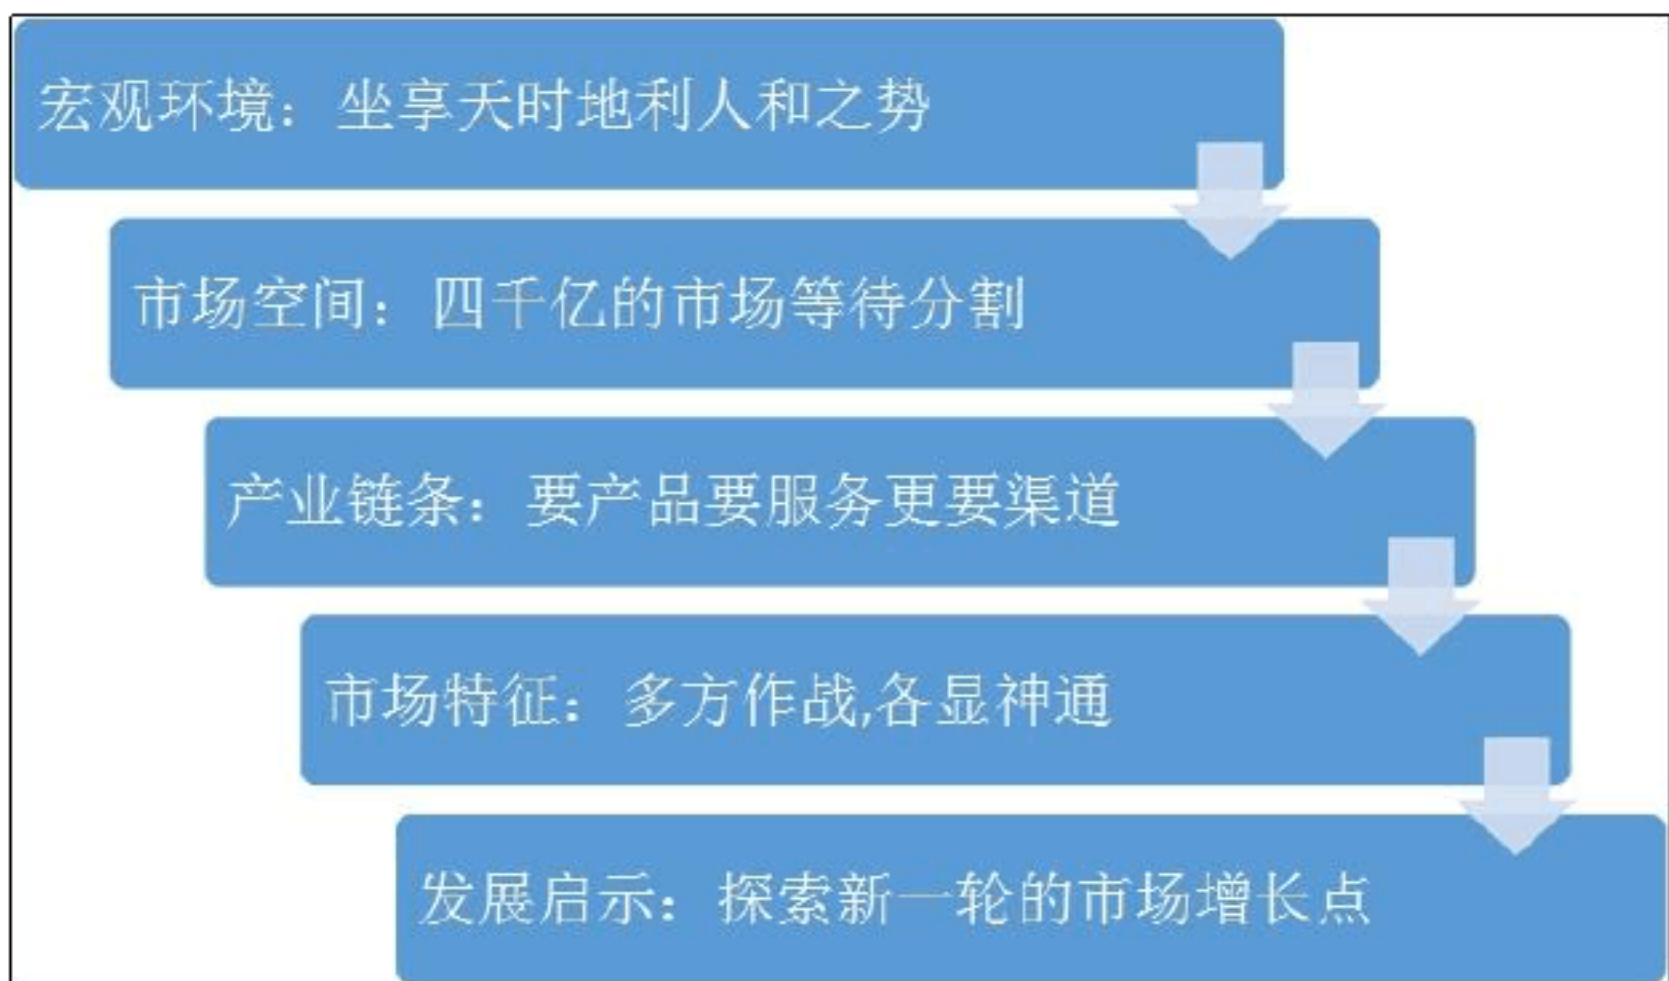 宏观环境：坐享天时地利人和之势
市场空间：四千亿的市场等待分割
产业链条：要产品要服务更要渠道
市场特征：多方作战,各显神通
发展启示：探索新一轮的市场增长点